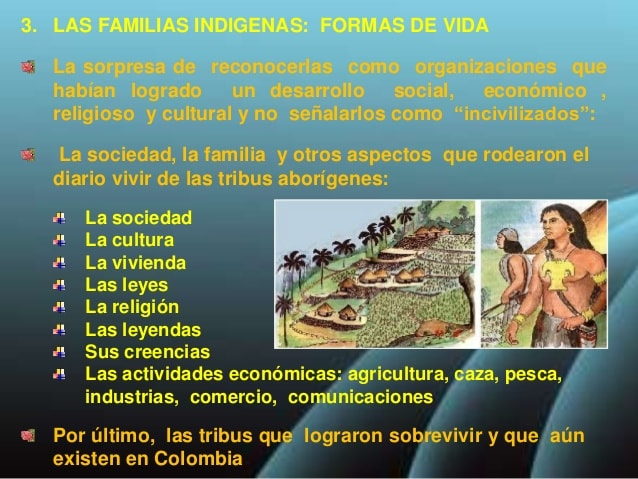 3. LAS FAMILIAS INDIGENAS: FORMAS DE VIDA
La sorpresa de reconocerlas como organizaciones que
habían logrado un desarrollo social, económico ,
religioso y cultural y no señalarlos como “incivilizados”:
La sociedad, la familia y otros aspectos que rodearon el
diario vivir de las tribus aborígenes:
La sociedad
La cultura
La vivienda
Las leyes
La religión
Las leyendas
Sus creencias
Las actividades económicas: agricultura, caza, pesca,
industrias, comercio, comunicaciones
Por último, las tribus que lograron sobrevivir y que aún
existen en Colombia